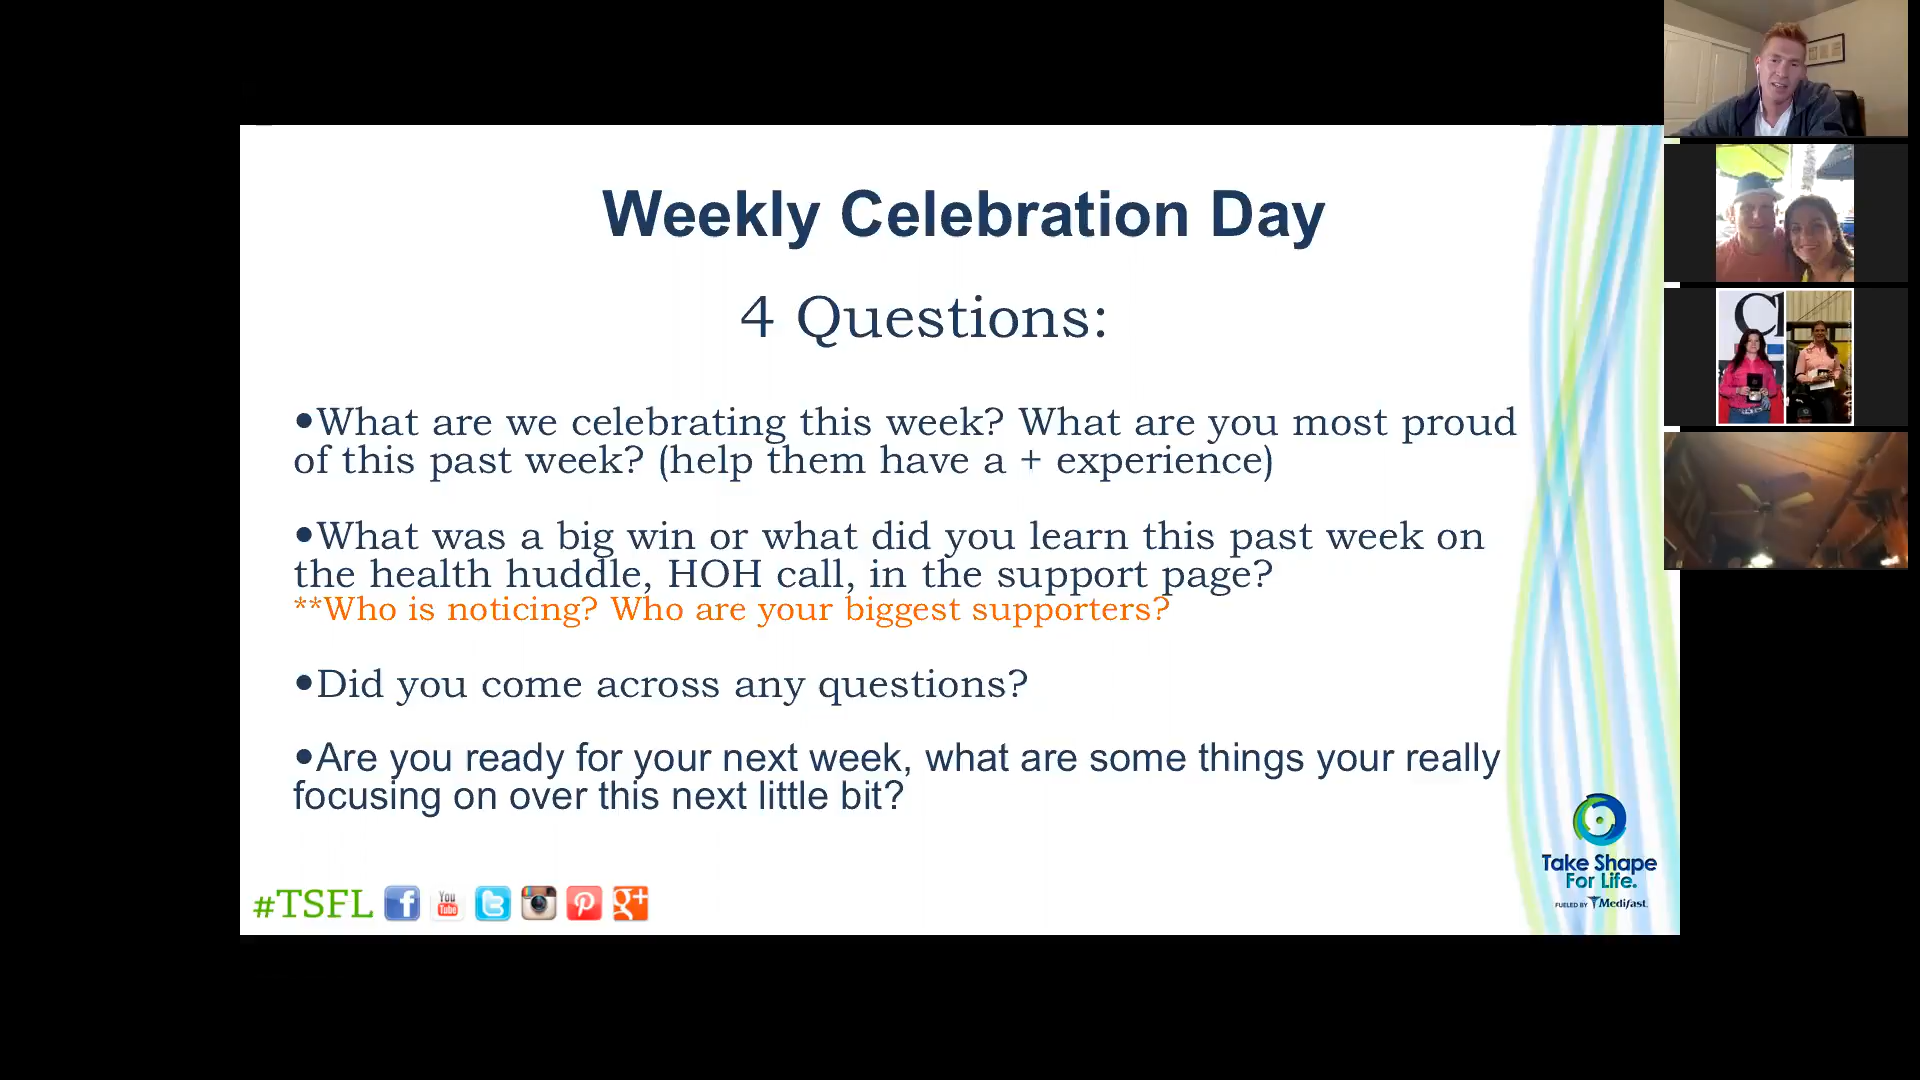 Weekly Celebration Day
4 Questions:
•What are we celebrating this week? What are you most proud
of this past week? (help them have a + experience)
•What was a big win or what did you learn this past week on
the health huddle, HOH call, in the support page?
**Who is noticing? Who are your biggest supporters?
•Did you come across any questions?
•Are you ready for your next week, what are some things your really
focusing on over this next little bit?
#TSFL
You
Tube
g+
Take Shape
For Life.
FUELED BY Medifast